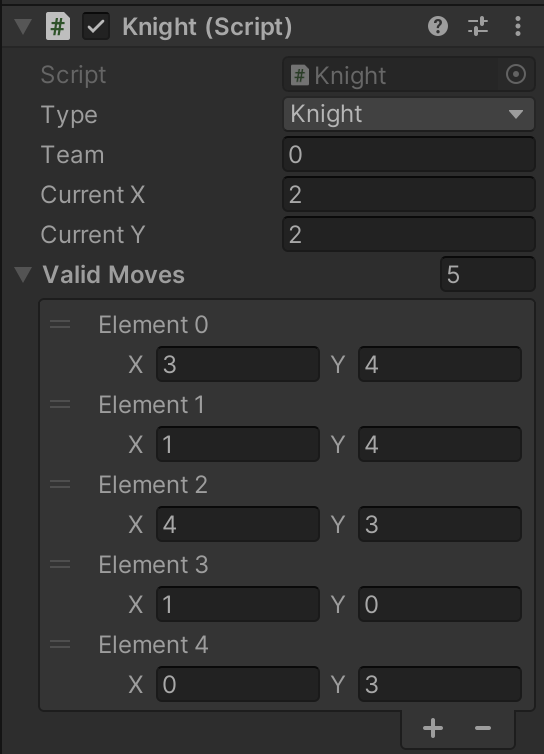 # Knight (Script) ?
Script # Knight
Type Knight
Team 0
Current X 2
Current Y 2
Valid Moves 5
Element 0
X 3 Y 4
Element 1
X 1 Y 4
Element 2
X 4 Y 3
Element 3
X 1 Y 0
Element 4
X 0 Y 3
+ −